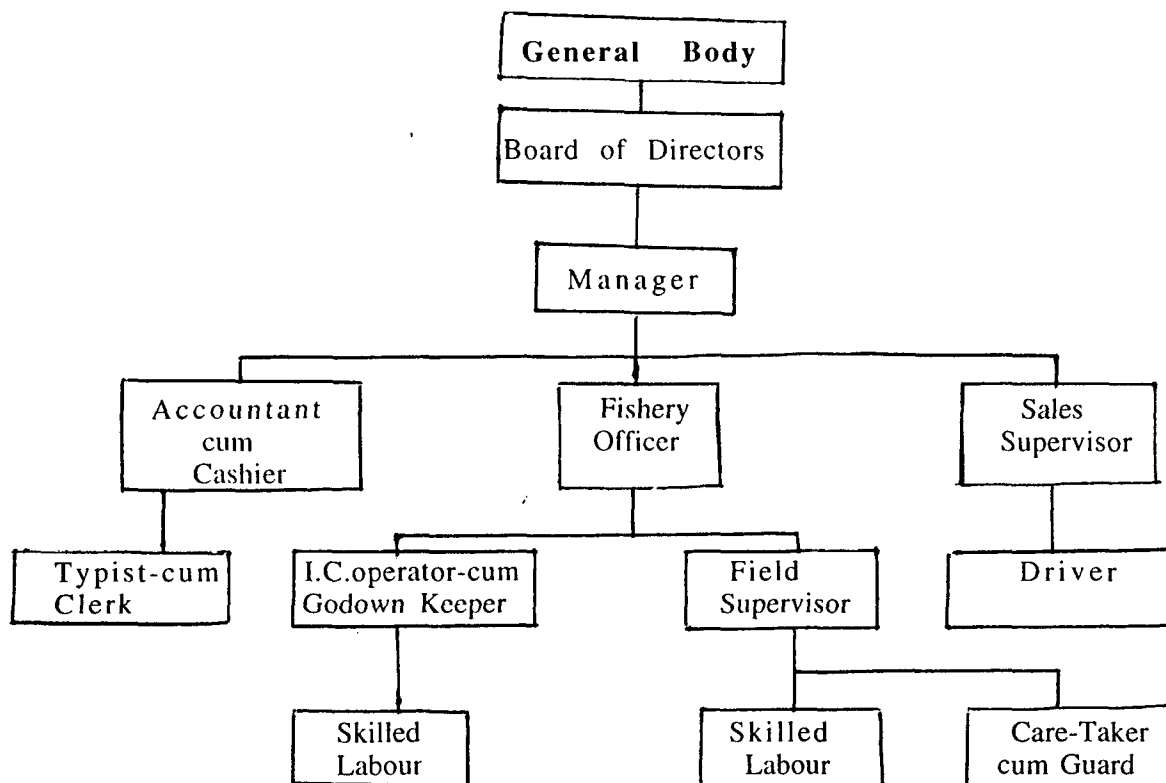 General Body
Board of Directors
Manager
Accountant
cum
Cashier
Fishery
Officer
Sales
Supervisor
Typist-cum
Clerk
I.C.operator-cum
Godown Keeper
Field
Supervisor
Driver
Skilled
Labour
Skilled
Labour
Care-Taker
cum Guard